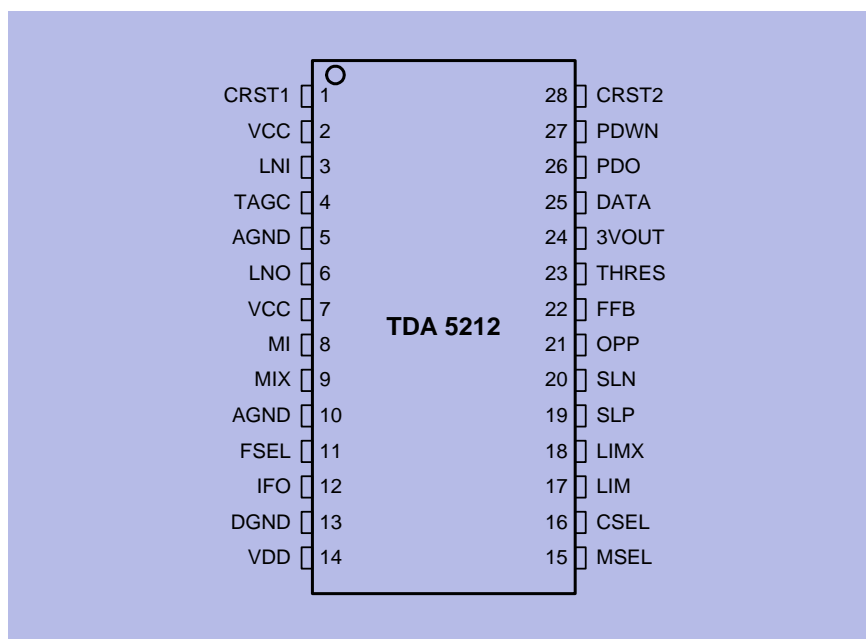 CRST1 1 28 CRST2
VCC 2 27 PDWN
LNI 3 26 PDO
TAGC 4 25 DATA
AGND 5 24 3VOUT
LNO 6 23 THRES
VCC 7 22 FFB
TDA 5212
MI 8 21 OPP
MIX 9 20 SLN
AGND 10 19 SLP
FSEL 11 18 LIMX
IFO 12 17 LIM
DGND 13 16 CSEL
VDD 14 15 MSEL